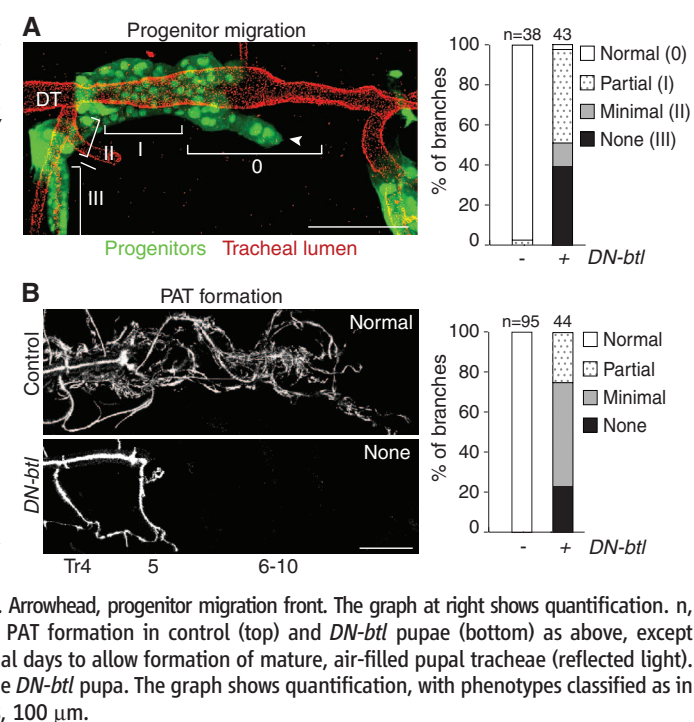 A Progenitor migration
DT
I
II
0
III
Progenitors Tracheal lumen
% of branches
n=38 43
100
80
60
40
20
0
- + DN-btl
Normal (0)
Partial (I)
Minimal (II)
None (III)
B PAT formation
Control
Normal
DN-btl
None
Tr4 5 6-10
% of branches
n=95 44
100
80
60
40
20
0
- + DN-btl
Normal
Partial
Minimal
None
. Arrowhead, progenitor migration front. The graph at right shows quantification. n,
PAT formation in control (top) and DN-btl pupae (bottom) as above, except
al days to allow formation of mature, air-filled pupal tracheae (reflected light).
e DN-btl pupa. The graph shows quantification, with phenotypes classified as in
, 100 μm.